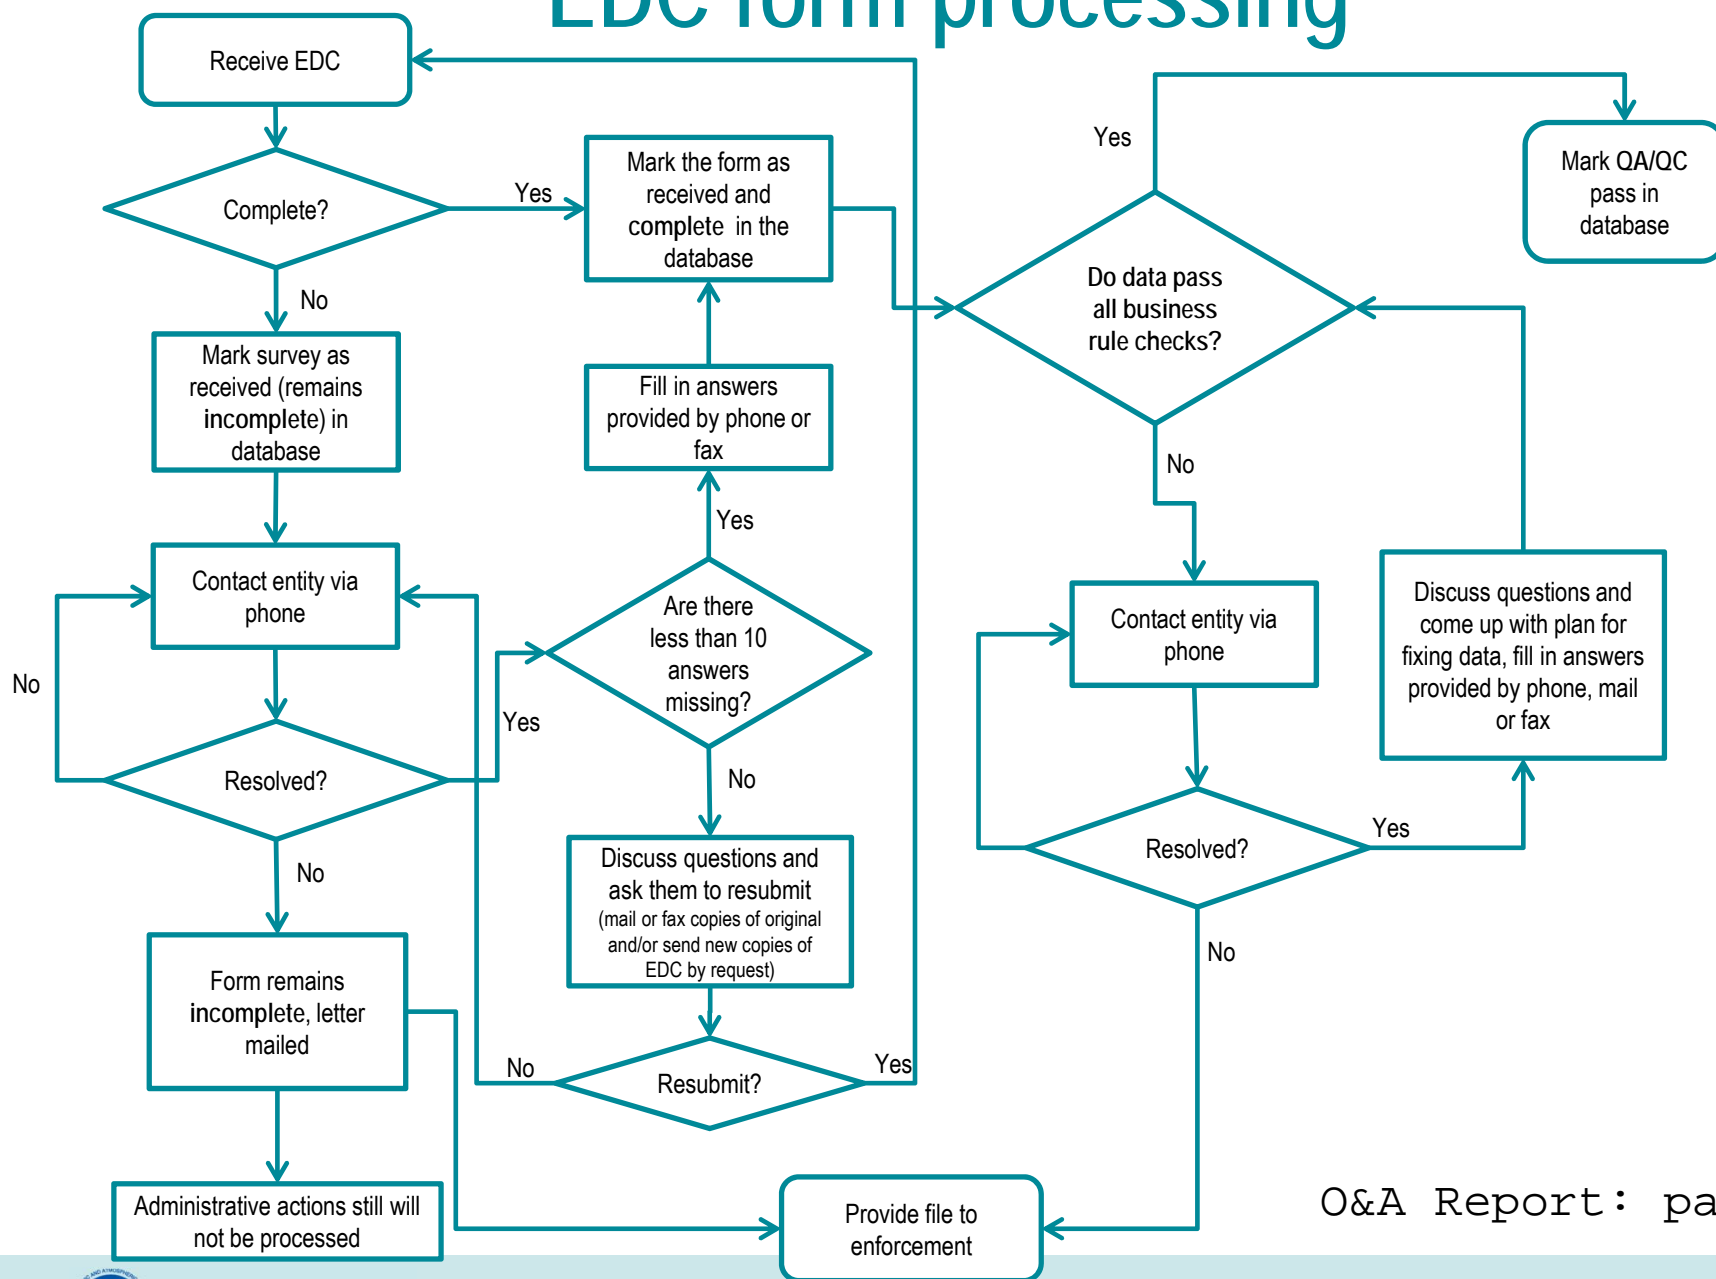 EDC form processing
Receive EDC
Complete?
Yes
No
Mark survey as
received (remains
incomplete) in
database
Contact entity via
phone
No
Resolved?
Yes
No
Form remains
incomplete, letter
mailed
Administrative actions still will
not be processed
Mark the form as
received and
complete in the
database
Fill in answers
provided by phone or
fax
Yes
Are there
less than 10
answers
missing?
No
Discuss questions and
ask them to resubmit
(mail or fax copies of original
and/or send new copies of
EDC by request)
No
Resubmit?
Yes
Provide file to
enforcement
Yes
Do data pass
all business
rule checks?
No
Contact entity via
phone
Resolved?
Yes
No
Mark QA/QC
pass in
database
Discuss questions and
come up with plan for
fixing data, fill in answers
provided by phone, mail
or fax
O&A Report: pa